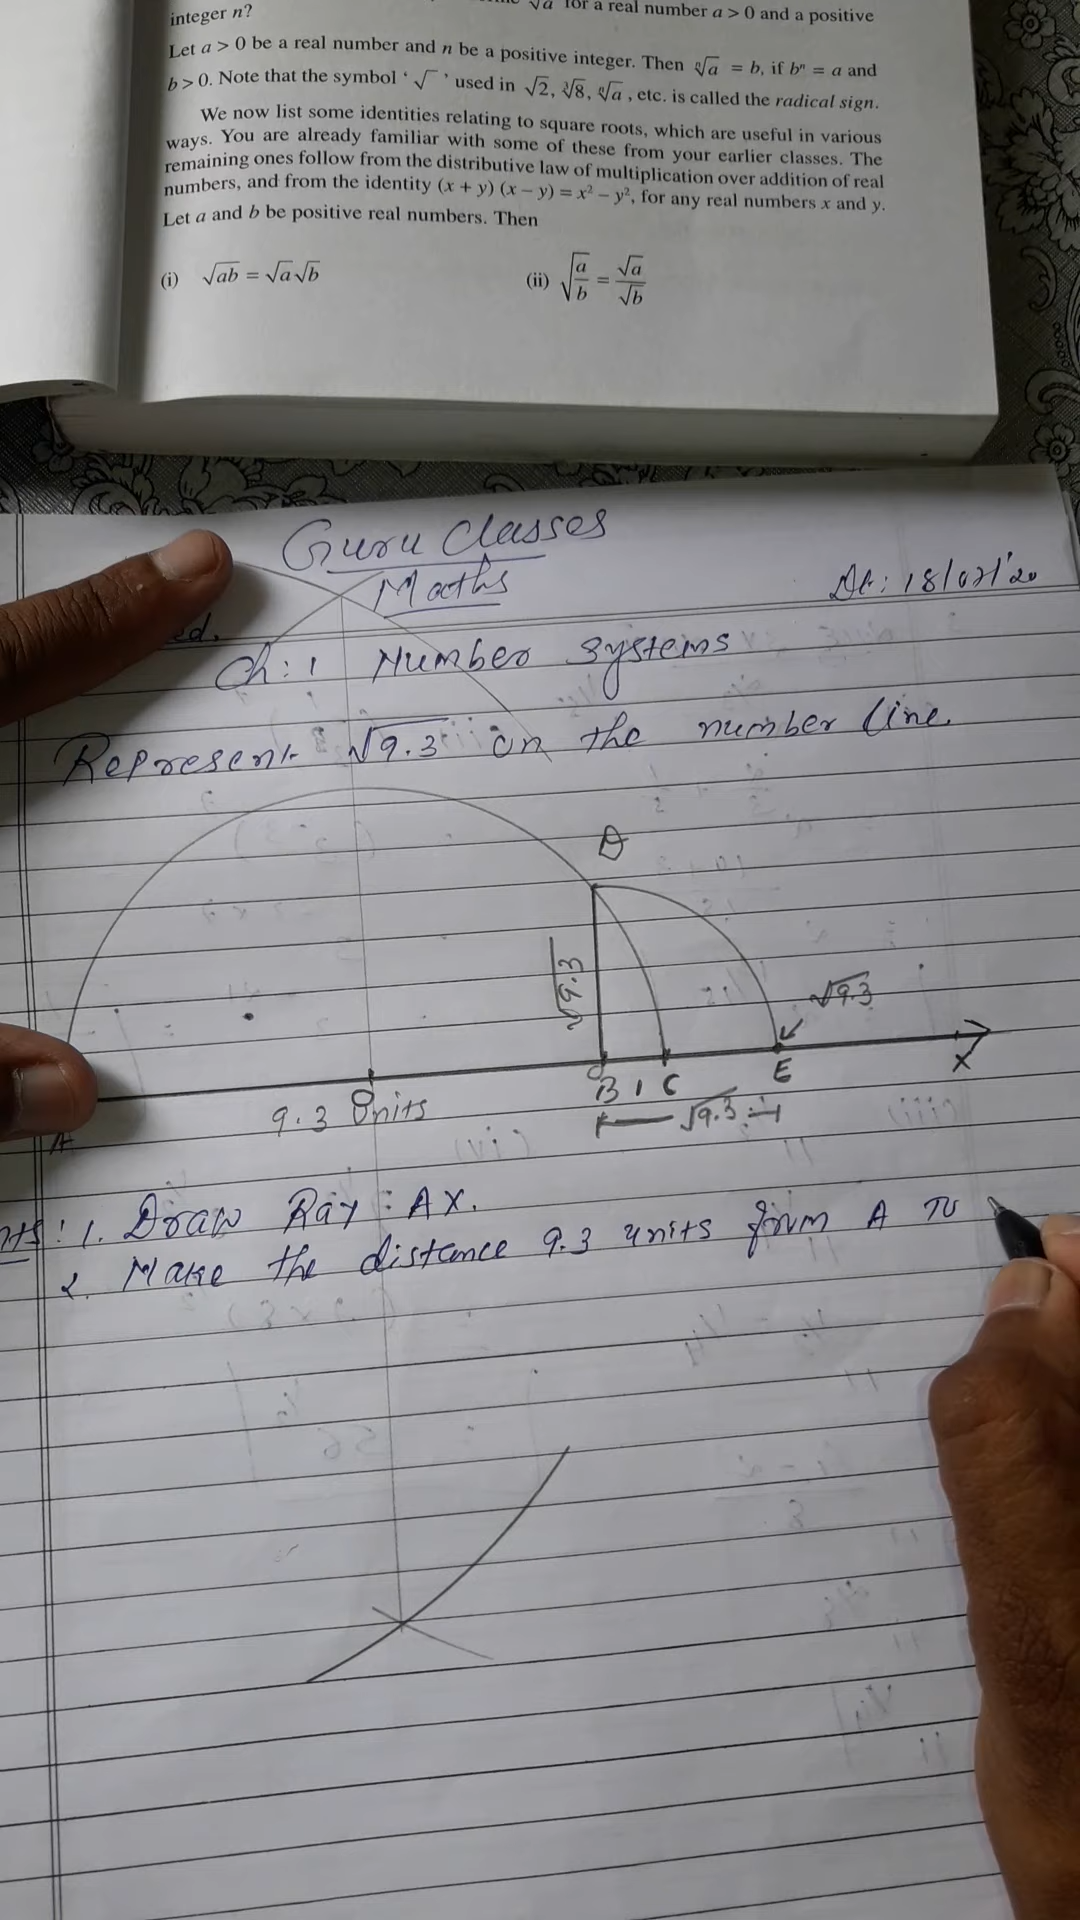 √a for a real number a > 0 and a positive
integer n?
Let a > 0 be a real number and n be a positive integer. Then ⁿ√a = b, if bⁿ = a and
b > 0. Note that the symbol ‘√ ’ used in √2, ³√8, ⁿ√a, etc. is called the radical sign.
We now list some identities relating to square roots, which are useful in various
ways. You are already familiar with some of these from your earlier classes. The
remaining ones follow from the distributive law of multiplication over addition of real
numbers, and from the identity (x + y) (x – y) = x² – y², for any real numbers x and y.
Let a and b be positive real numbers. Then
(i) √ab = √a√b (ii) √(a/b) = √a/√b
Guru Classes
Maths
Dt: 18/07/'20
Ch: 1 Number Systems
Represent √9.3 on the number line.
D
√9.3
√9.3
A
9.3 Units
B 1 C
E
X
√9.3
1. Draw Ray AX.
2. Make the distance 9.3 units from A to